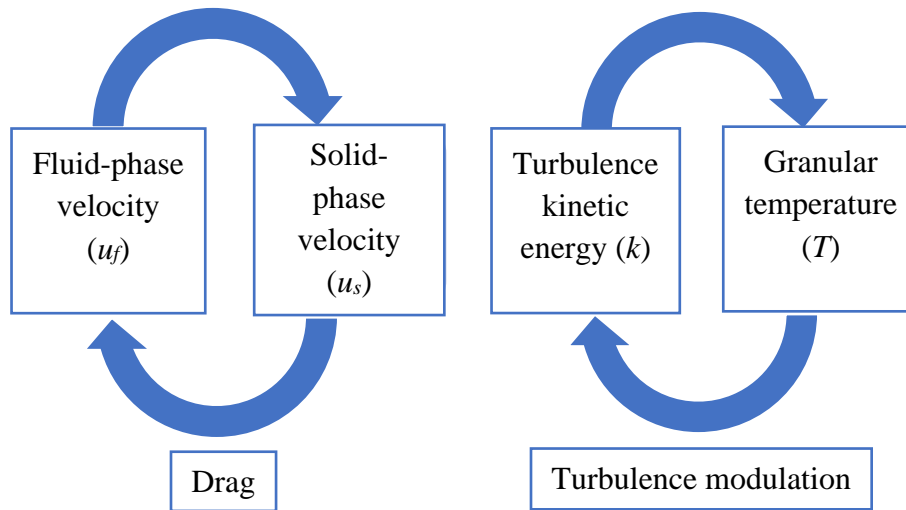 Fluid-phase
velocity
(uf)
Solid-
phase
velocity
(us)
Turbulence
kinetic
energy (k)
Granular
temperature
(T)
Drag
Turbulence modulation